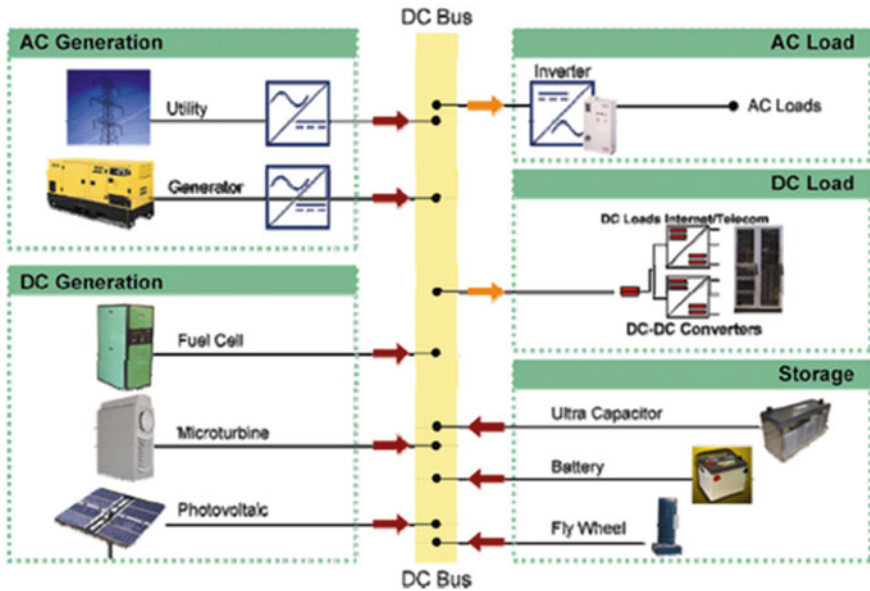 DC Bus
AC Generation
Utility
Generator
DC Generation
Fuel Cell
Microturbine
Photovoltaic
AC Load
Inverter
AC Loads
DC Load
DC Loads Internet/Telecom
DC-DC Converters
Storage
Ultra Capacitor
Battery
Fly Wheel
DC Bus